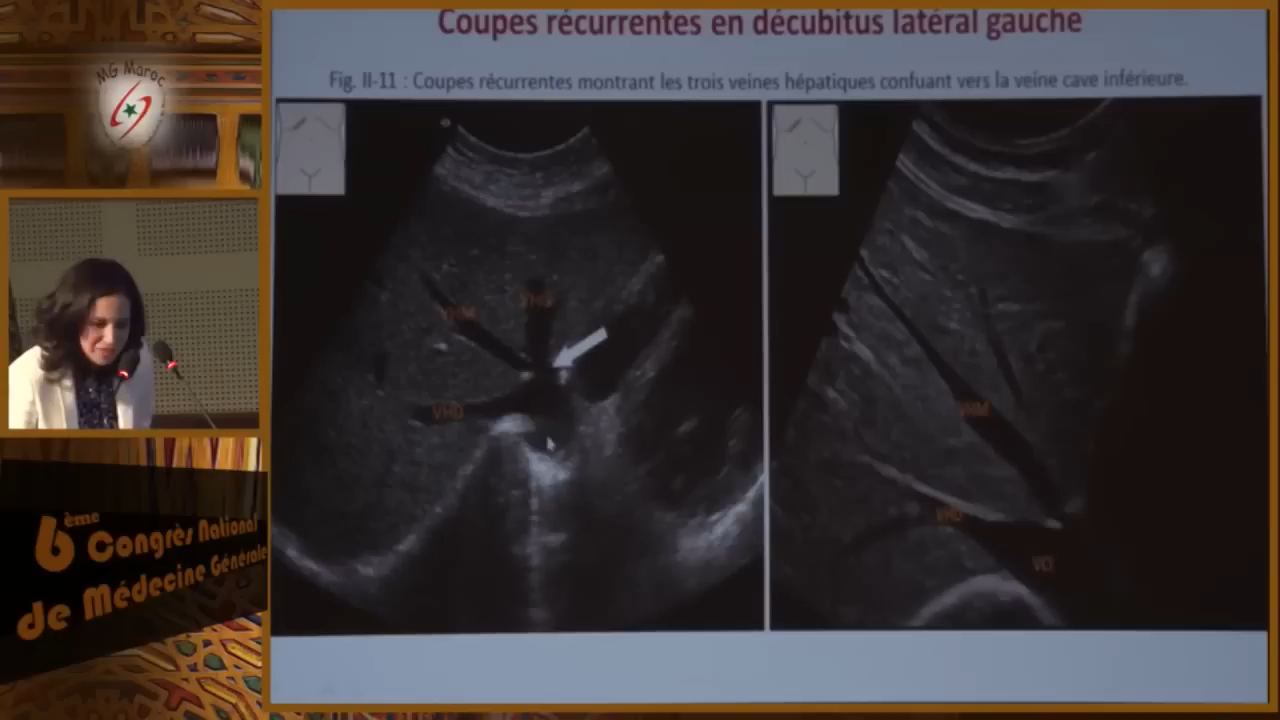 Coupes récurrentes en décubitus latéral gauche
Fig. II-11 : Coupes récurrentes montrant les trois veines hépatiques confuant vers la veine cave inférieure.
MG Maroc
VHM
VHG
VHD
VHM
VHD
VCI
6ème Congrès National
de Médecine Générale